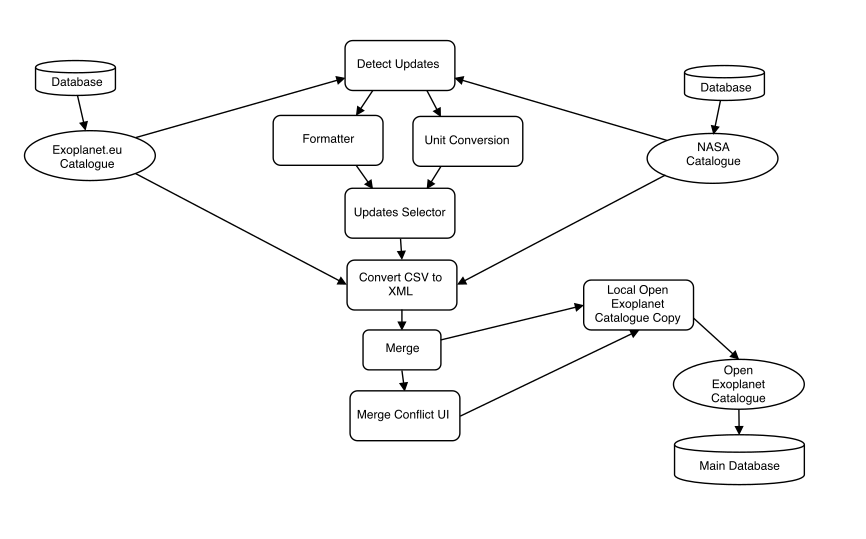 Detect Updates
Database
Database
Formatter
Unit Conversion
Exoplanet.eu
Catalogue
NASA
Catalogue
Updates Selector
Convert CSV to
XML
Local Open
Exoplanet
Catalogue Copy
Merge
Open
Exoplanet
Catalogue
Merge Conflict UI
Main Database